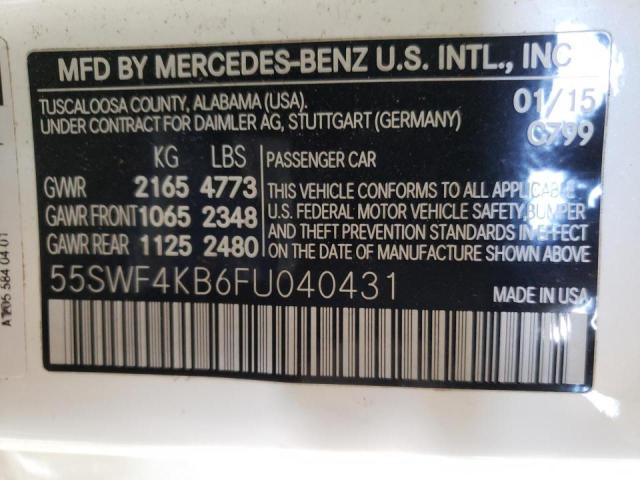 MFD BY MERCEDES-BENZ U.S. INTL., INC
TUSCALOOSA COUNTY, ALABAMA (USA). 01/15
UNDER CONTRACT FOR DAIMLER AG, STUTTGART (GERMANY) C799
KG LBS PASSENGER CAR
GVWR 2165 4773 THIS VEHICLE CONFORMS TO ALL APPLICABLE
GAWR FRONT 1065 2348 U.S. FEDERAL MOTOR VEHICLE SAFETY, BUMPER
GAWR REAR 1125 2480 AND THEFT PREVENTION STANDARDS IN EFFECT
ON THE DATE OF MANUFACTURE SHOWN ABOVE.
55SWF4KB6FU040431 MADE IN USA
584 04 01